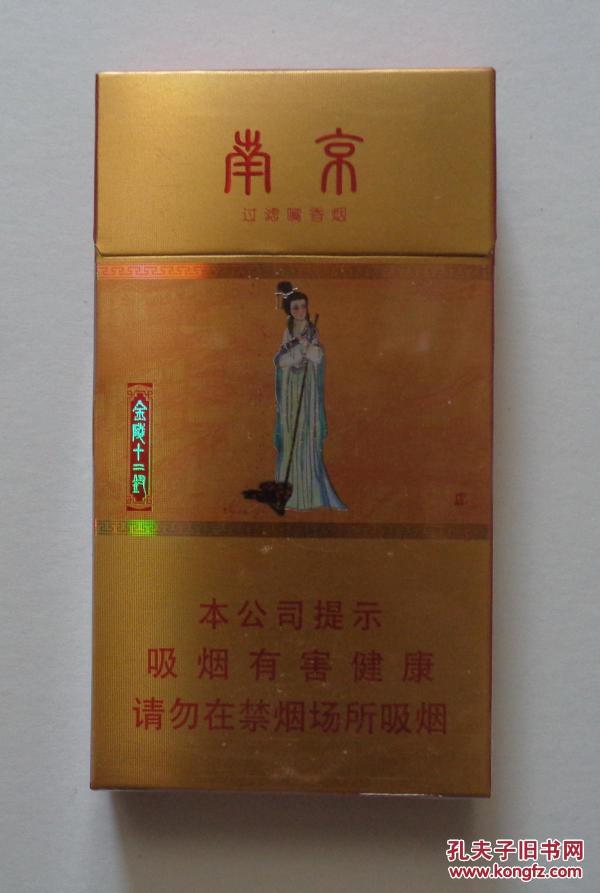 南京
过滤嘴香烟
金陵十二钗
本公司提示
吸烟有害健康
请勿在禁烟场所吸烟
孔夫子旧书网
www.kongfz.com